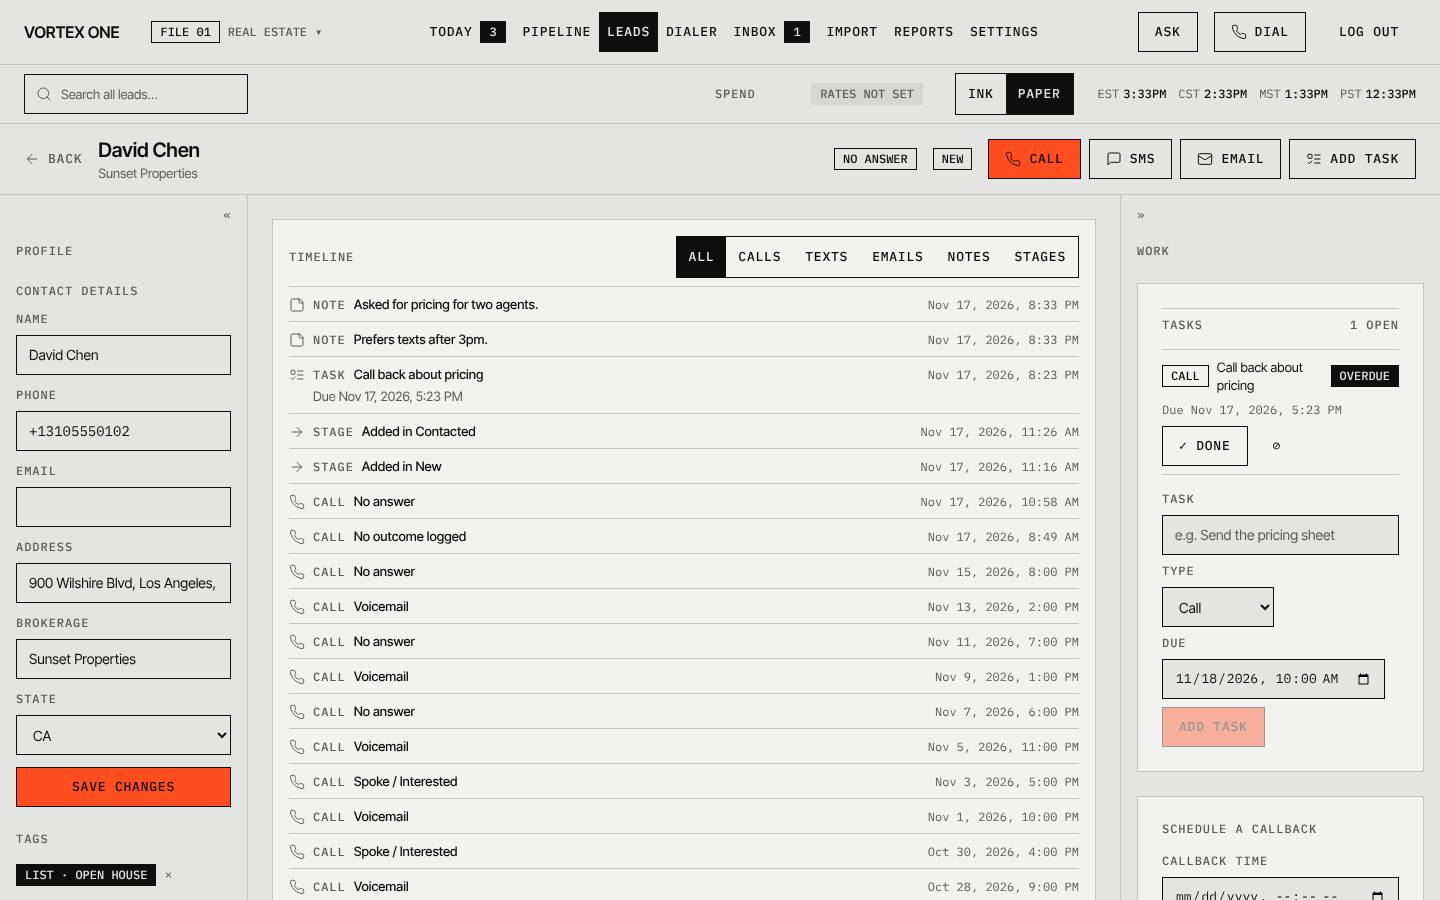 VORTEX ONE
FILE 01 REAL ESTATE ▾
TODAY 3 PIPELINE LEADS DIALER INBOX 1 IMPORT REPORTS SETTINGS
ASK DIAL LOG OUT
Search all leads...
SPEND RATES NOT SET INK PAPER EST 3:33PM CST 2:33PM MST 1:33PM PST 12:33PM
← BACK David Chen
Sunset Properties
NO ANSWER NEW CALL SMS EMAIL ADD TASK
«
PROFILE
CONTACT DETAILS
NAME
David Chen
PHONE
+13105550102
EMAIL
ADDRESS
900 Wilshire Blvd, Los Angeles,
BROKERAGE
Sunset Properties
STATE
CA
SAVE CHANGES
TAGS
LIST · OPEN HOUSE ×
TIMELINE ALL CALLS TEXTS EMAILS NOTES STAGES
NOTE Asked for pricing for two agents. Nov 17, 2026, 8:33 PM
NOTE Prefers texts after 3pm. Nov 17, 2026, 8:33 PM
TASK Call back about pricing Nov 17, 2026, 8:23 PM
Due Nov 17, 2026, 5:23 PM
STAGE Added in Contacted Nov 17, 2026, 11:26 AM
STAGE Added in New Nov 17, 2026, 11:16 AM
CALL No answer Nov 17, 2026, 10:58 AM
CALL No outcome logged Nov 17, 2026, 8:49 AM
CALL No answer Nov 15, 2026, 8:00 PM
CALL Voicemail Nov 13, 2026, 2:00 PM
CALL No answer Nov 11, 2026, 7:00 PM
CALL Voicemail Nov 9, 2026, 1:00 PM
CALL No answer Nov 7, 2026, 6:00 PM
CALL Voicemail Nov 5, 2026, 11:00 PM
CALL Spoke / Interested Nov 3, 2026, 5:00 PM
CALL Voicemail Nov 1, 2026, 10:00 PM
CALL Spoke / Interested Oct 30, 2026, 4:00 PM
CALL Voicemail Oct 28, 2026, 9:00 PM
»
WORK
TASKS 1 OPEN
CALL Call back about pricing OVERDUE
Due Nov 17, 2026, 5:23 PM
✓ DONE ⊘
TASK
e.g. Send the pricing sheet
TYPE
Call
DUE
11/18/2026, 10:00 AM
ADD TASK
SCHEDULE A CALLBACK
CALLBACK TIME
mm/dd/yyyy, --:-- --